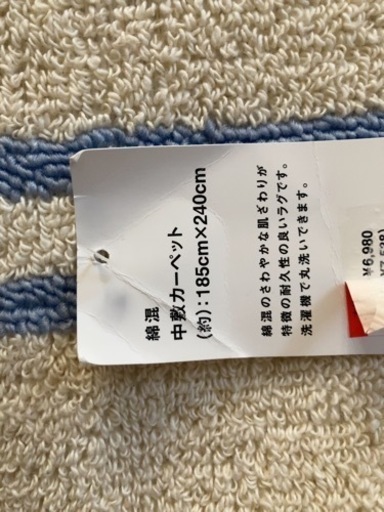 綿混
中敷カーペット
(約):185cm×240cm
綿混のさわやかな肌ざわりが
特徴の耐久性の良いラグです。
洗濯機で丸洗いできます。
¥6,980